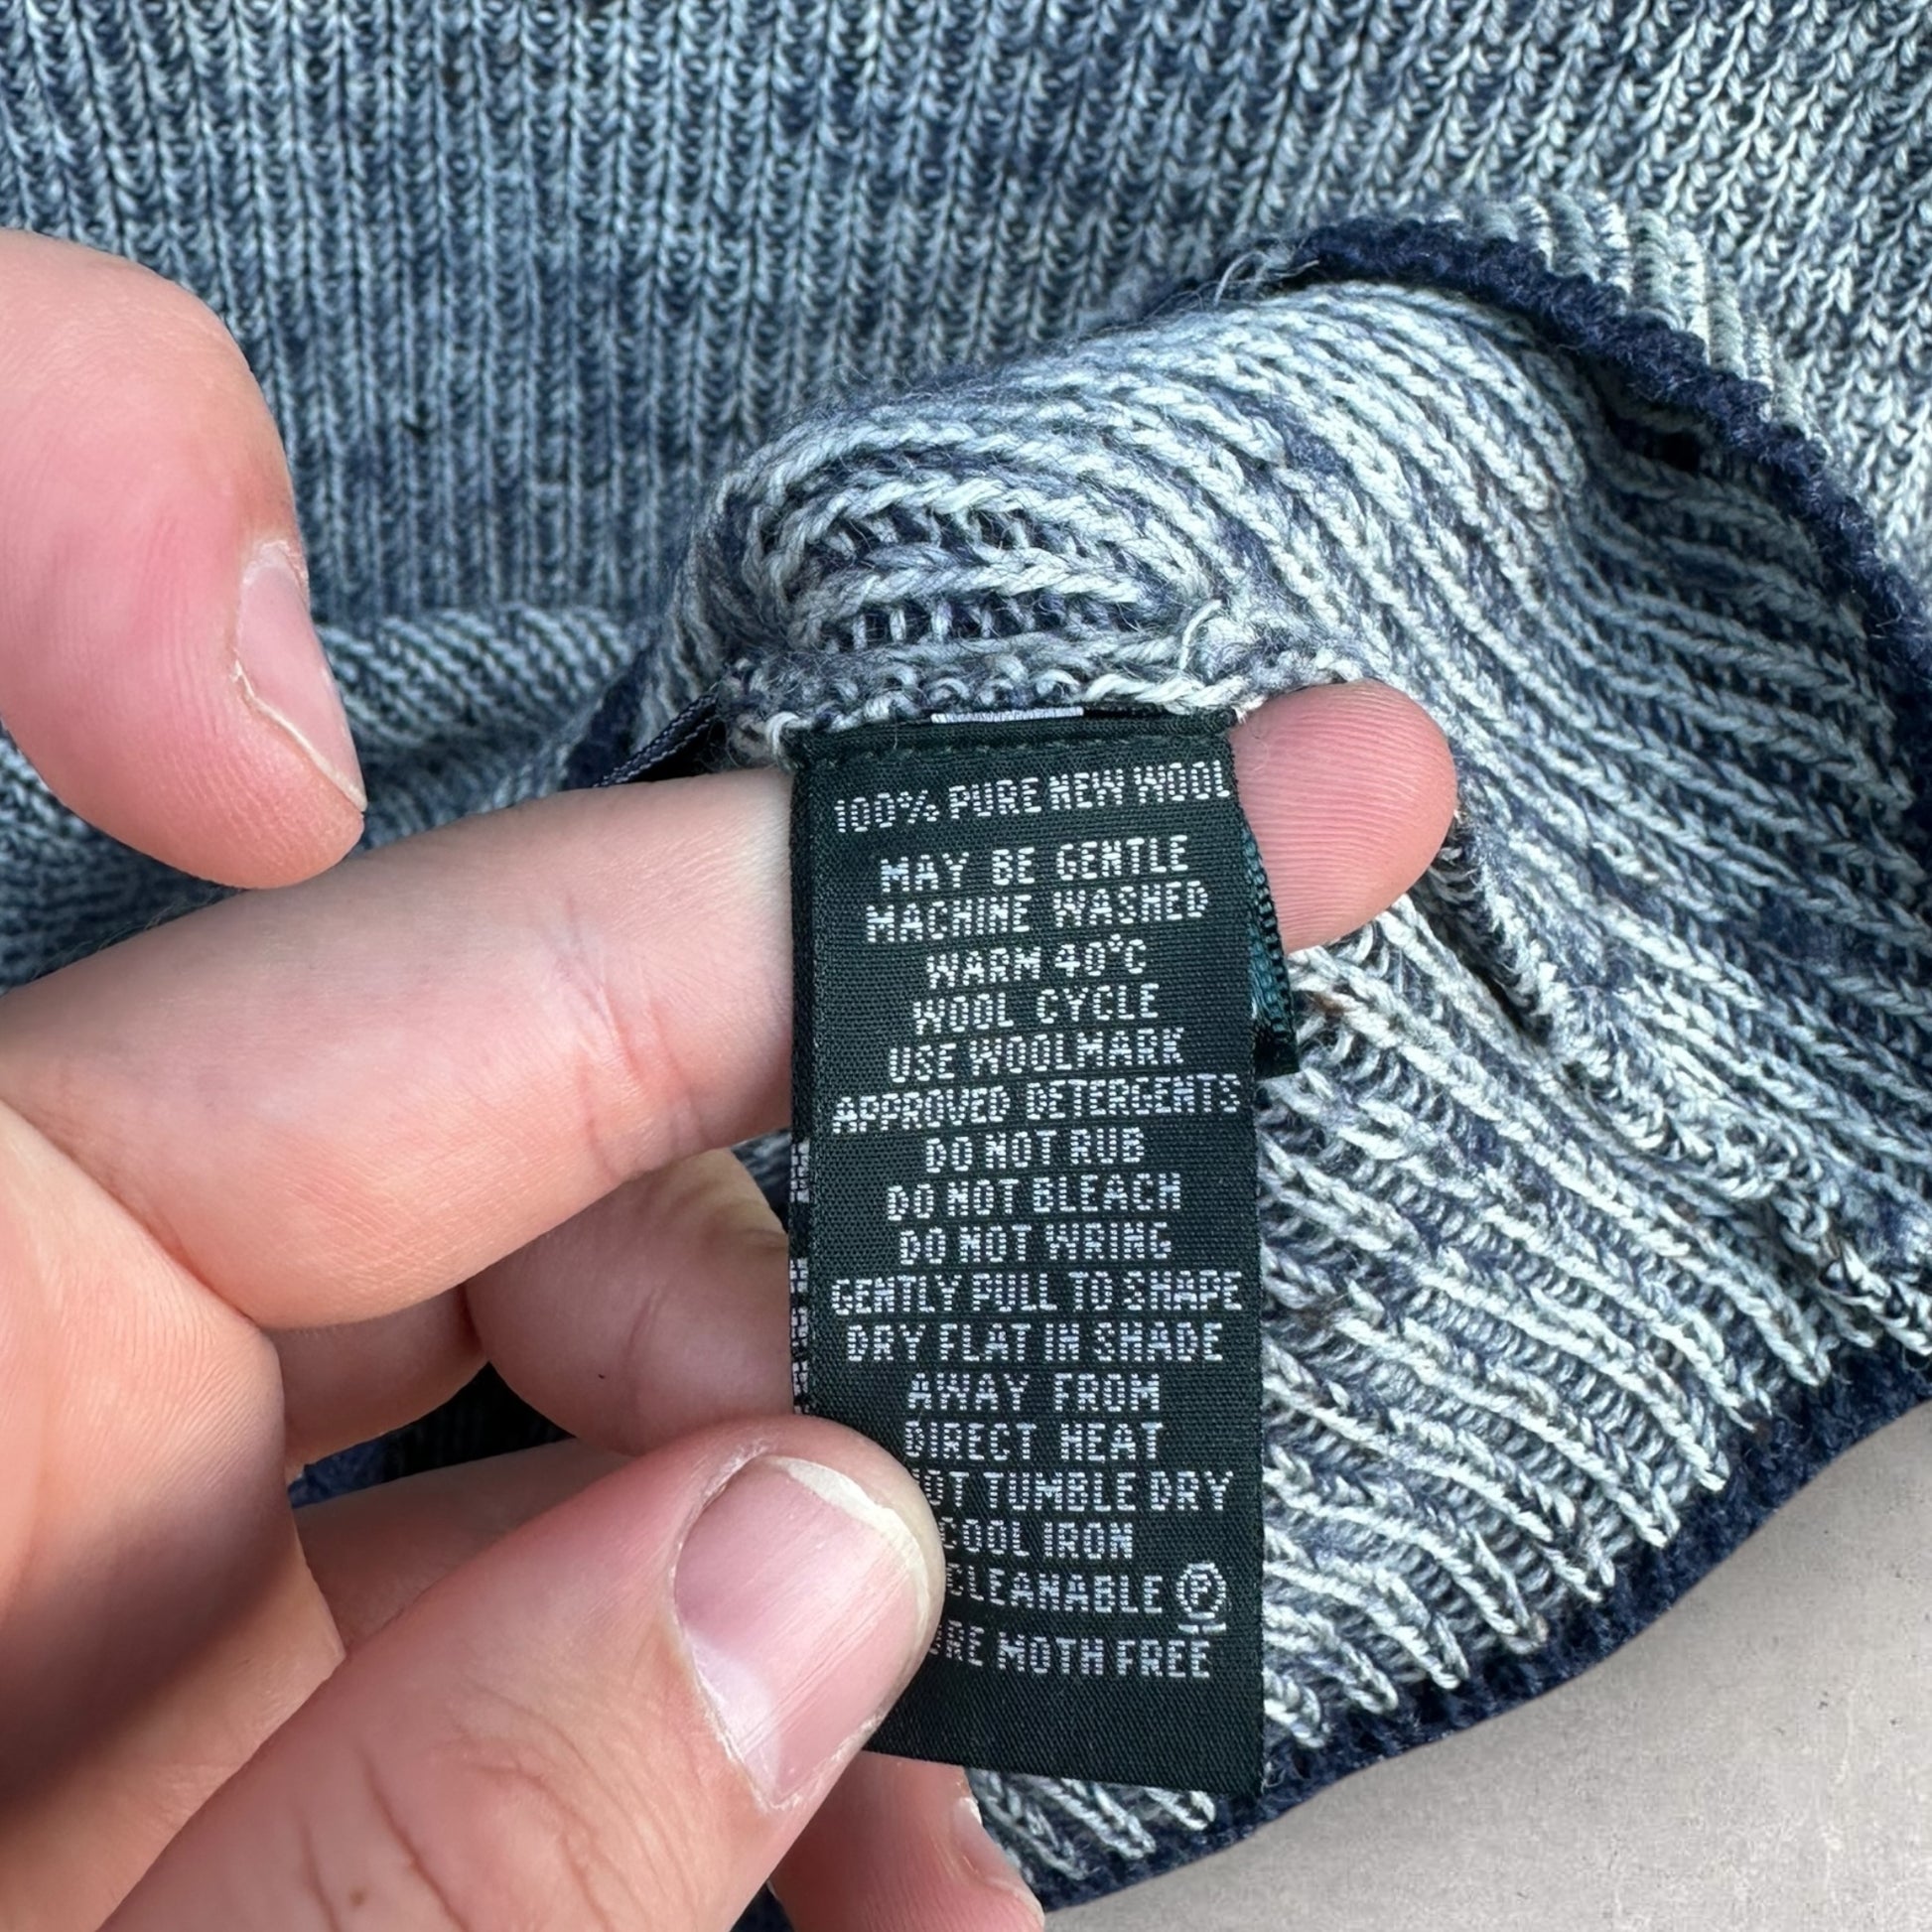 100% PURE NEW WOOL
MAY BE GENTLE
MACHINE WASHED
WARM 40°C
WOOL CYCLE
USE WOOLMARK
APPROVED DETERGENTS
DO NOT RUB
DO NOT BLEACH
DO NOT WRING
GENTLY PULL TO SHAPE
DRY FLAT IN SHADE
AWAY FROM
DIRECT HEAT
TUMBLE DRY
COOL IRON
CLEANABLE Ⓟ
MOTH FREE